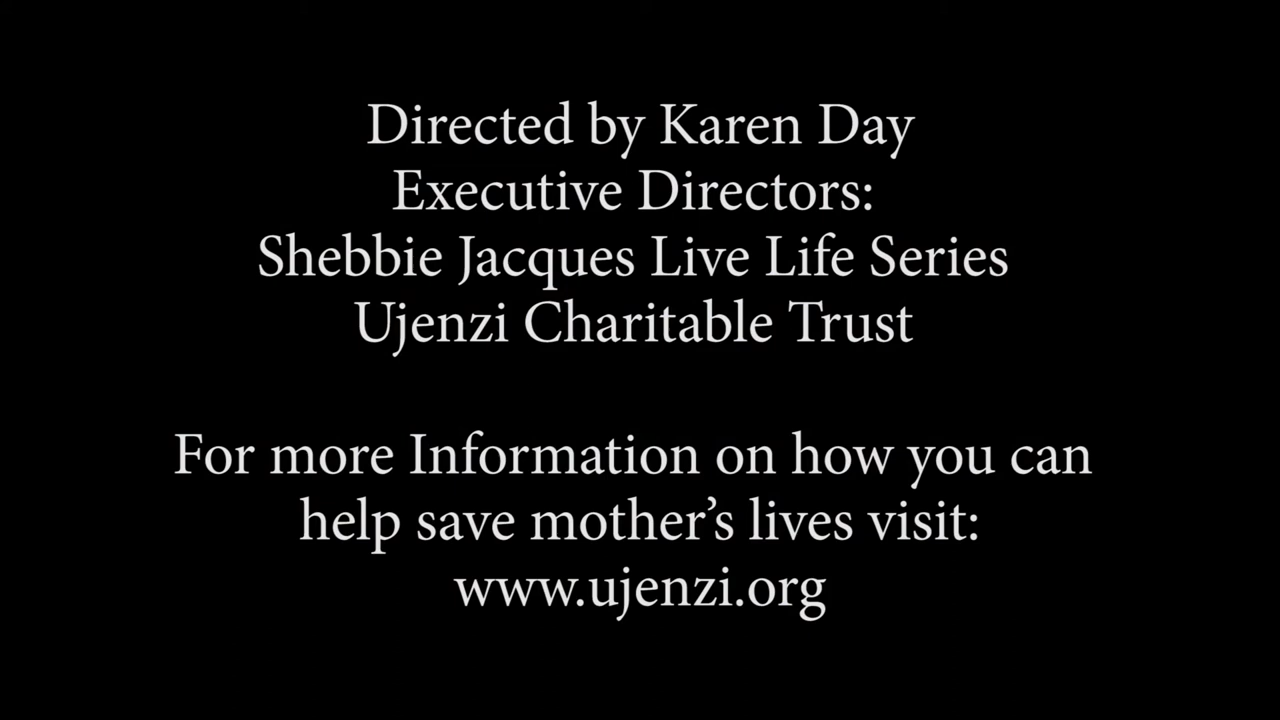 Directed by Karen Day
Executive Directors:
Shebbie Jacques Live Life Series
Ujenzi Charitable Trust
For more Information on how you can
help save mother’s lives visit:
www.ujenzi.org